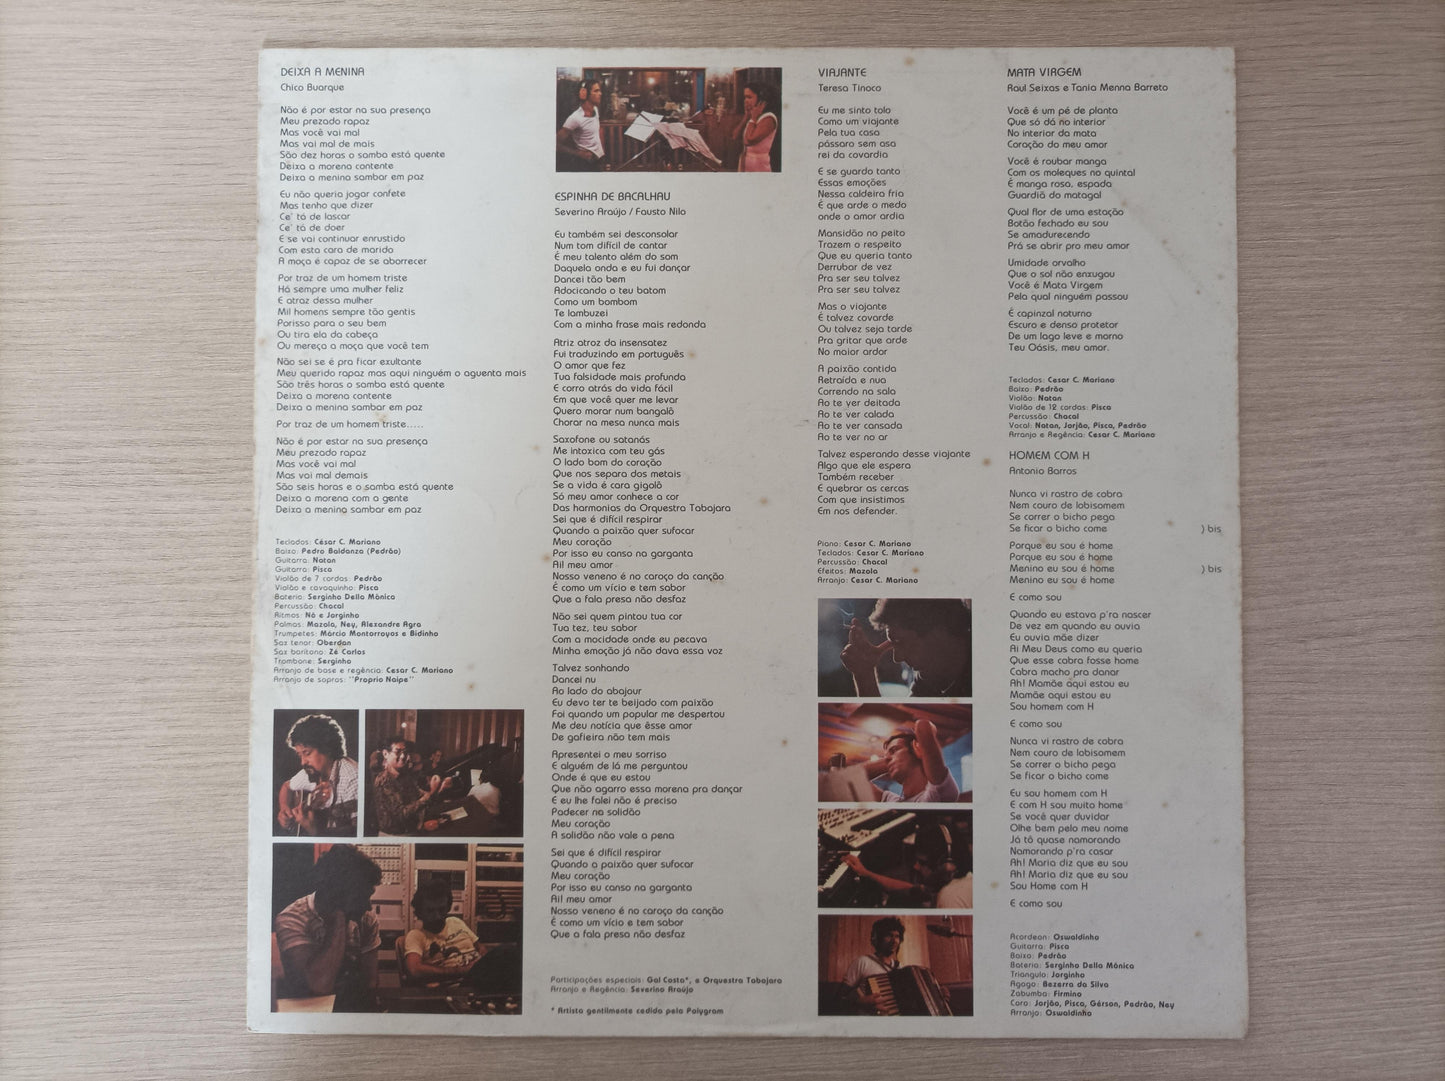 DEIXA A MENINA
Chico Buarque
Não é por estar na sua presença
Meu prezado rapaz
Mas você vai mal
Mas vai mal de mais
São dez horas o samba está quente
Deixa a morena contente
Deixa a menina sambar em paz
Eu não queria jogar confete
Mas tenho que dizer
Ce' tá de lascar
Ce' tá de doer
E se vai continuar enrustido
Com esta cara de marido
A moça é capaz de se aborrecer
Por traz de um homem triste
Há sempre uma mulher feliz
E atraz dessa mulher
Mil homens sempre tão gentis
Porisso para o seu bem
Ou tira ela da cabeça
Ou mereça a moça que você tem
Não sei se é pra ficar exultante
Meu querido rapaz mas aqui ninguém o aguenta mais
São três horas o samba está quente
Deixa a morena contente
Deixa a menina sambar em paz
Por traz de um homem triste.....
Não é por estar na sua presença
Meu prezado rapaz
Mas você vai mal
Mas vai mal demais
São seis horas e o samba está quente
Deixa a morena com a gente
Deixa a menina sambar em paz
Teclados: César C. Mariano
Baixo: Pedro Baldanza (Pedrão)
Guitarra: Natan
Guitarra: Pisca
Violão de 7 cordas: Pedrão
Violão e cavaquinho: Pisca
Bateria: Serginho Della Mônica
Percussão: Chacal
Ritmos: Nô e Jorginho
Palmas: Mazola, Ney, Alexandre Agra
Trumpetes: Márcio Montarroyos e Bidinho
Sax tenor: Oberdan
Sax baritono: Zé Carlos
Trombone: Serginho
Arranjo de base e regência: Cesar C. Mariano
Arranjo de sopros: "Proprio Naipe"
ESPINHA DE BACALHAU
Severino Araújo / Fausto Nilo
Eu também sei desconsolar
Num tom difícil de cantar
É meu talento além do som
Daquela onda e eu fui dançar
Dancei tão bem
Adocicando o teu batom
Como um bombom
Te lambuzei
Com a minha frase mais redonda
Atriz atroz da insensatez
Fui traduzindo em português
O amor que fez
Tua falsidade mais profunda
E corro atrás da vida fácil
Em que você quer me levar
Quero morar num bangalô
Chorar na mesa nunca mais
Saxofone ou satanás
Me intoxica com teu gás
O lado bom do coração
Que nos separa dos metais
Se a vida é cara gigolô
Só meu amor conhece a cor
Das harmonias da Orquestra Tabajara
Sei que é difícil respirar
Quando a paixão quer sufocar
Meu coração
Por isso eu canso na garganta
Ai! meu amor
Nosso veneno é no caroço da canção
É como um vício e tem sabor
Que a fala presa não desfaz
Não sei quem pintou tua cor
Tua tez, teu sabor
Com a mocidade onde eu pecava
Minha emoção já não dava essa voz
Talvez sonhando
Dancei nu
Ao lado do abajour
Eu devo ter te beijado com paixão
Foi quando um popular me despertou
Me deu notícia que êsse amor
De gafieira não tem mais
Apresentei o meu sorriso
E alguém de lá me perguntou
Onde é que eu estou
Que não agarro essa morena pra dançar
E eu lhe falei não é preciso
Padecer na solidão
Meu coração
A solidão não vale a pena
Sei que é difícil respirar
Quando a paixão quer sufocar
Meu coração
Por isso eu canso na garganta
Ai! meu amor
Nosso veneno é no caroço da canção
É como um vício e tem sabor
Que a fala presa não desfaz
Participações especiais: Gal Costa*, e Orquestra Tabajara
Arranjo e Regência: Severino Araújo
* Artista gentilmente cedida pela Polygram
VIAJANTE
Teresa Tinoco
Eu me sinto tolo
Como um viajante
Pela tua casa
pássaro sem asa
rei da covardia
E se guardo tanto
Essas emoções
Nessa caldeira fria
É que arde o medo
onde o amor ardia
Mansidão no peito
Trazem o respeito
Que eu queria tanto
Derrubar de vez
Pra ser seu talvez
Pra ser seu talvez
Mas o viajante
É talvez covarde
Ou talvez seja tarde
Pra gritar que arde
No maior ardor
A paixão contida
Retraída e nua
Correndo na sala
Ao te ver deitada
Ao te ver calada
Ao te ver cansada
Ao te ver no ar
Talvez esperando desse viajante
Algo que ele espera
Também receber
E quebrar as cercas
Com que insistimos
Em nos defender.
Piano: Cesar C. Mariano
Teclados: Cesar C. Mariano
Percussão: Chacal
Efeitos: Mazola
Arranjo: Cesar C. Mariano
MATA VIRGEM
Raul Seixas e Tania Menna Barreto
Você é um pé de planta
Que só dá no interior
No interior da mata
Coração do meu amor
Você é roubar manga
Com os moleques no quintal
É manga rosa, espada
Guardiã do matagal
Qual flor de uma estação
Botão fechado eu sou
Se amadurecendo
Prá se abrir pro meu amor
Umidade orvalho
Que o sol não enxugou
Você é Mata Virgem
Pela qual ninguém passou
É capinzal noturno
Escuro e denso protetor
De um lago leve e morno
Teu Oásis, meu amor.
Teclados: Cesar C. Mariano
Baixo: Pedrão
Violão: Natan
Violão de 12 cordas: Pisca
Percussão: Chacal
Vocal: Natan, Jorjão, Pisca, Pedrão
Arranjo e Regência: Cesar C. Mariano
HOMEM COM H
Antonio Barros
Nunca vi rastro de cobra
Nem couro de lobisomem
Se correr o bicho pega
Se ficar o bicho come ) bis
Porque eu sou é home
Porque eu sou é home
Menino eu sou é home ) bis
Menino eu sou é home
E como sou
Quando eu estava p'ra nascer
De vez em quando eu ouvia
Eu ouvia mãe dizer
Ai Meu Deus como eu queria
Que esse cabra fosse home
Cabra macho pra danar
Ah! Mamãe aqui estou eu
Mamãe aqui estou eu
Sou homem com H
E como sou
Nunca vi rastro de cobra
Nem couro de lobisomem
Se correr o bicho pega
Se ficar o bicho come
Eu sou homem com H
E com H sou muito home
Se você quer duvidar
Olhe bem pelo meu nome
Já tô quase namorando
Namorando p'ra casar
Ah! Maria diz que eu sou
Ah! Maria diz que eu sou
Sou Home com H
E como sou
Acordeon: Oswaldinho
Guitarra: Pisca
Baixo: Pedrão
Bateria: Serginho Della Mônica
Triangulo: Jorginho
Agogo: Bezerra da Silva
Zabumba: Firmino
Coro: Jorjão, Pisca, Gérson, Pedrão, Ney
Arranjo: Oswaldinho